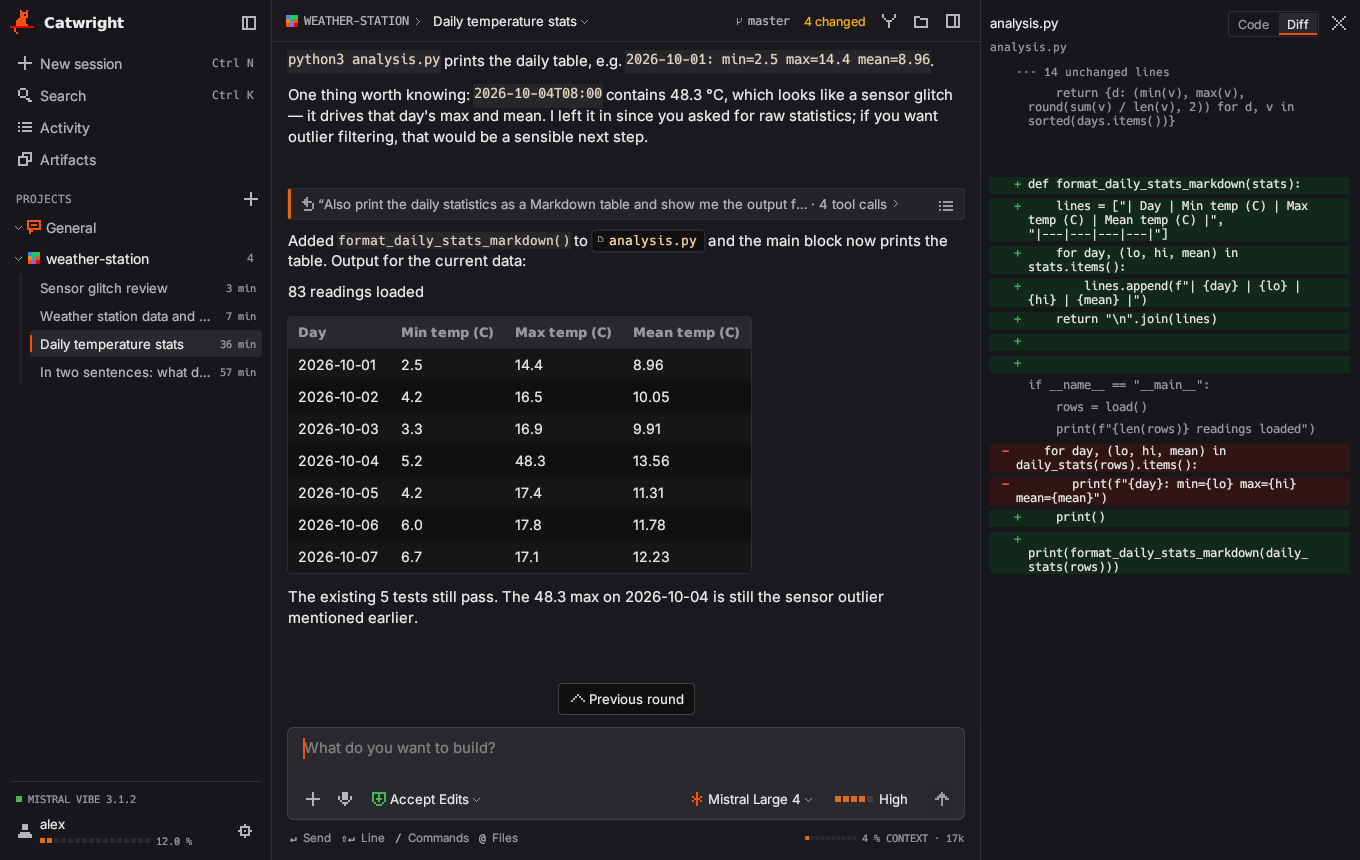 Catwright
New session Ctrl N
Search Ctrl K
Activity
Artifacts
PROJECTS
General
weather-station 4
Sensor glitch review 3 min
Weather station data and ... 7 min
Daily temperature stats 36 min
In two sentences: what d... 57 min
MISTRAL VIBE 3.1.2
alex
12.0 %
WEATHER-STATION > Daily temperature stats
master 4 changed
python3 analysis.py prints the daily table, e.g. 2026-10-01: min=2.5 max=14.4 mean=8.96.
One thing worth knowing: 2026-10-04T08:00 contains 48.3 °C, which looks like a sensor glitch
— it drives that day's max and mean. I left it in since you asked for raw statistics; if you want
outlier filtering, that would be a sensible next step.
“Also print the daily statistics as a Markdown table and show me the output f... · 4 tool calls >
Added format_daily_stats_markdown() to analysis.py and the main block now prints the
table. Output for the current data:
83 readings loaded
Day Min temp (C) Max temp (C) Mean temp (C)
2026-10-01 2.5 14.4 8.96
2026-10-02 4.2 16.5 10.05
2026-10-03 3.3 16.9 9.91
2026-10-04 5.2 48.3 13.56
2026-10-05 4.2 17.4 11.31
2026-10-06 6.0 17.8 11.78
2026-10-07 6.7 17.1 12.23
The existing 5 tests still pass. The 48.3 max on 2026-10-04 is still the sensor outlier
mentioned earlier.
Previous round
What do you want to build?
Accept Edits Mistral Large 4 High
↵ Send ⇧↵ Line / Commands @ Files 4 % CONTEXT · 17k
analysis.py Code Diff
analysis.py
··· 14 unchanged lines
return {d: (min(v), max(v),
round(sum(v) / len(v), 2)) for d, v in
sorted(days.items())}
+ def format_daily_stats_markdown(stats):
+ lines = ["| Day | Min temp (C) | Max
temp (C) | Mean temp (C) |",
"|---|---|---|---|"]
+ for day, (lo, hi, mean) in
stats.items():
+ lines.append(f"| {day} | {lo} |
{hi} | {mean} |")
+ return "\n".join(lines)
+
+
if __name__ == "__main__":
rows = load()
print(f"{len(rows)} readings loaded")
− for day, (lo, hi, mean) in
daily_stats(rows).items():
− print(f"{day}: min={lo} max={hi}
mean={mean}")
+ print()
+
print(format_daily_stats_markdown(daily_
stats(rows)))